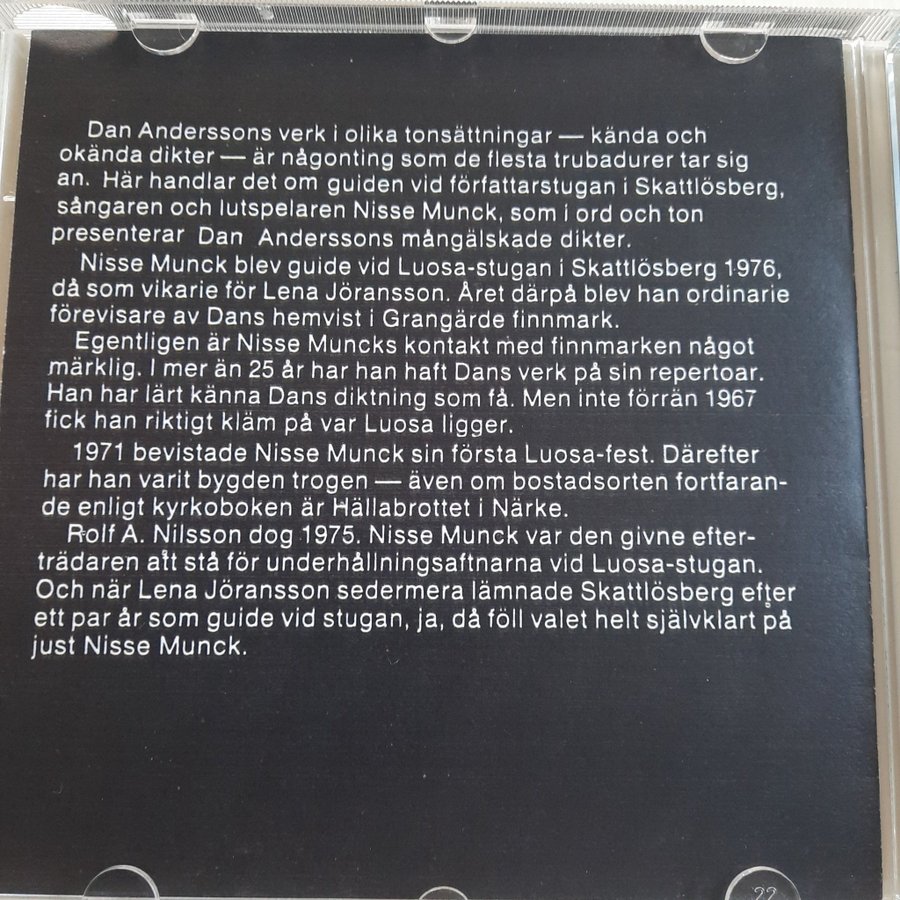 Dan Anderssons verk i olika tonsättningar — kända och
okända dikter — är någonting som de flesta trubadurer tar sig
an. Här handlar det om guiden vid författarstugan i Skattlösberg,
sångaren och lutspelaren Nisse Munck, som i ord och ton
presenterar Dan Anderssons mångälskade dikter.
Nisse Munck blev guide vid Luosa-stugan i Skattlösberg 1976,
då som vikarie för Lena Jöransson. Året därpå blev han ordinarie
förevisare av Dans hemvist i Grangärde finnmark.
Egentligen är Nisse Muncks kontakt med finnmarken något
märklig. I mer än 25 år har han haft Dans verk på sin repertoar.
Han har lärt känna Dans diktning som få. Men inte förrän 1967
fick han riktigt kläm på var Luosa ligger.
1971 bevistade Nisse Munck sin första Luosa-fest. Därefter
har han varit bygden trogen — även om bostadsorten fortfaran-
de enligt kyrkoboken är Hällabrottet i Närke.
Rolf A. Nilsson dog 1975. Nisse Munck var den givne efter-
trädaren att stå för underhållningsaftnarna vid Luosa-stugan.
Och när Lena Jöransson sedermera lämnade Skattlösberg efter
ett par år som guide vid stugan, ja, då föll valet helt självklart på
just Nisse Munck.
22